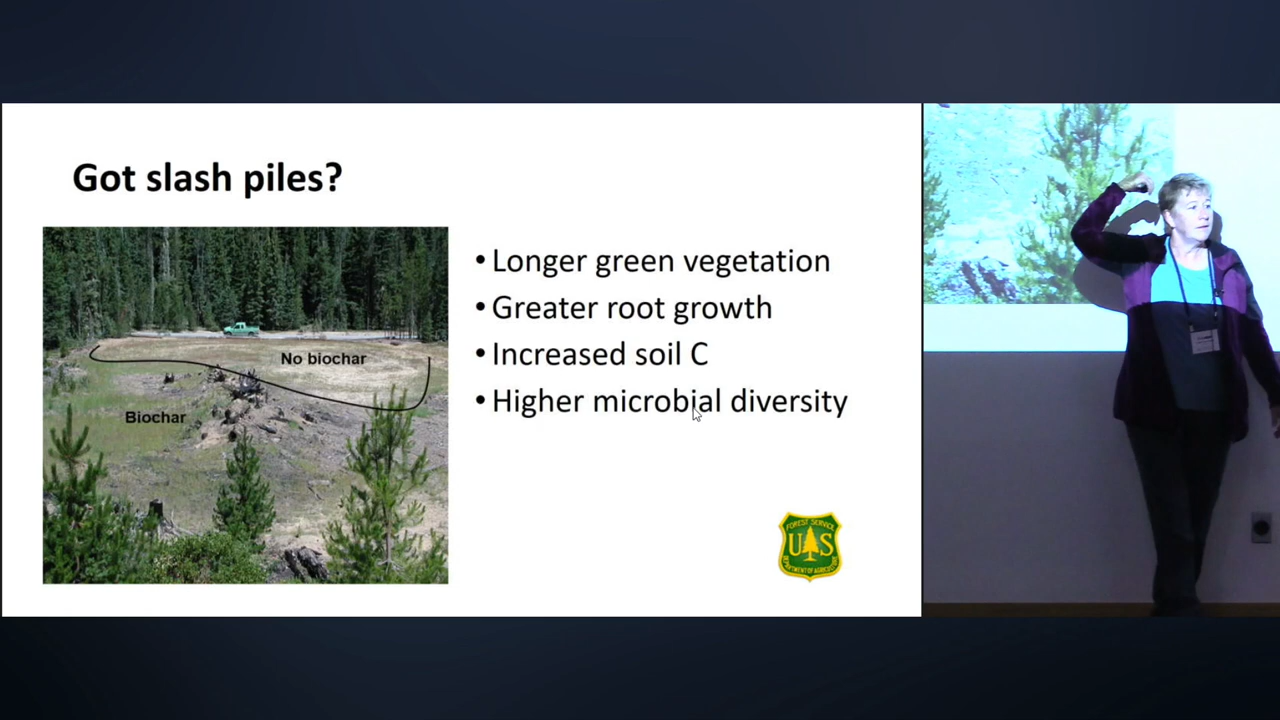 Got slash piles?
No biochar
Biochar
• Longer green vegetation
• Greater root growth
• Increased soil C
• Higher microbial diversity
FOREST SERVICE
U S
DEPARTMENT OF AGRICULTURE